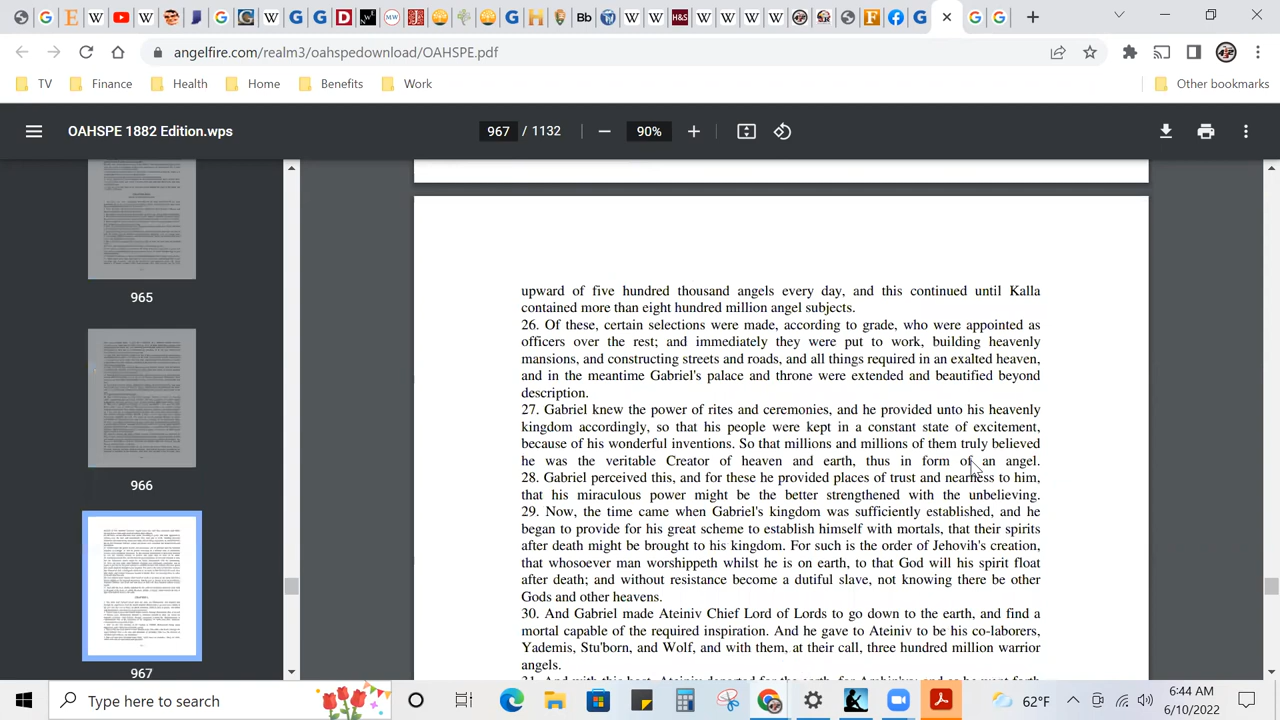 angelfire.com/realm3/oahspedownload/OAHSPE.pdf
TV
Finance
Health
Home
Benefits
Work
Other bookmarks
OAHSPE 1882 Edition.wps
967 / 1132
90%
965
966
967
upward of five hundred thousand angels every day, and this continued until Kalla
contained more than eight hundred million angel subjects.
26. Of these, certain selections were made, according to grade, who were appointed as
officers over the rest; and immediately they were put to work, building heavenly
mansions, and constructing streets and roads, and all things required in an exalted heaven,
and in the meantime Gabriel's palace and throne were extended and beautified beyond
description.
27. Gabriel knew the power of rites and ceremonies, and he provided unto his heavenly
kingdom accordingly, so that his people were kept in a constant state of excitement,
because of his wonderful inventions. So that millions and millions of them truly believed
he was the veritable Creator of heaven and earth, thus in form of an angel.
28. Gabriel perceived this, and for these he provided places of trust and nearness to him,
that his miraculous power might be the better strengthened with the unbelieving.
29. Now, the time came when Gabriel's kingdom was sufficiently established, and he
began to provide for his great scheme to establish himself with mortals, that their spirits
after death might be brought to his kingdom. For such is the order of Jehovih's creation,
that whatsover man worshippeth whilst he is mortal, to that God will his spirit float
after death, and without resistance become a dutiful slave, not knowing there be other
Gods and other heavens.
30. Gabriel made Ateiniv Chief Lord of I'atan, and sent him down to the earth, to select a
mortal capable of the required inspiration. And he gave to Ateiniv to be his co-laborers,
Yademis, Stu'born, and Wolf, and with them, at their call, three hundred million warrior
angels.
Type here to search
62°F
6:44 AM
6/10/2022